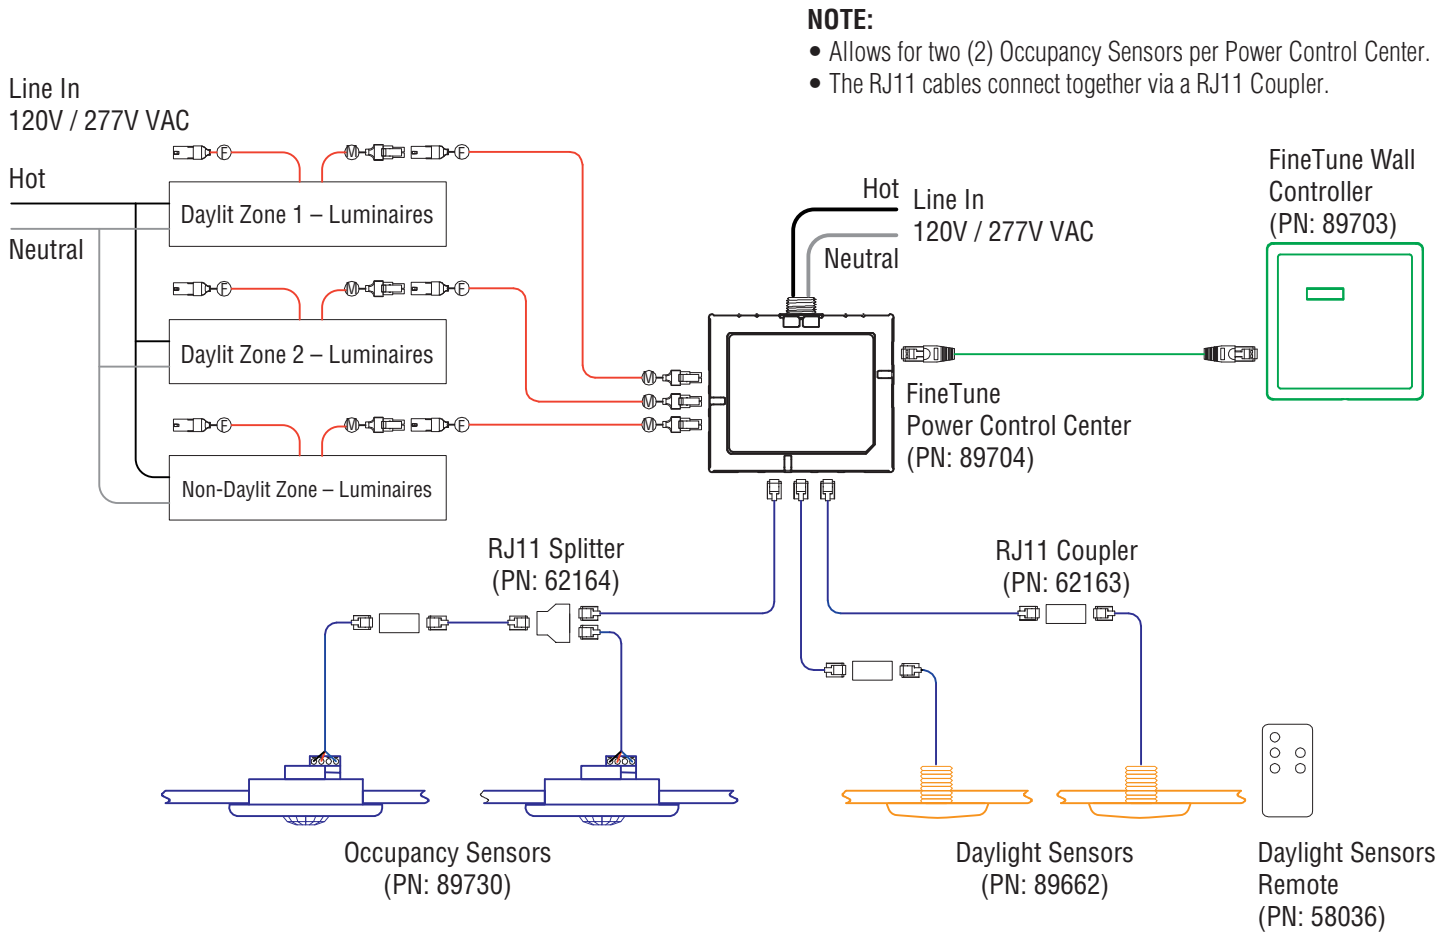 NOTE:
• Allows for two (2) Occupancy Sensors per Power Control Center.
• The RJ11 cables connect together via a RJ11 Coupler.
Line In
120V / 277V VAC
Hot
Neutral
F
M
F
Daylit Zone 1 – Luminaires
F
M
F
Daylit Zone 2 – Luminaires
F
M
F
Non-Daylit Zone – Luminaires
M
M
M
Hot
Neutral
Line In
120V / 277V VAC
FineTune Wall
Controller
(PN: 89703)
FineTune
Power Control Center
(PN: 89704)
RJ11 Splitter
(PN: 62164)
RJ11 Coupler
(PN: 62163)
Occupancy Sensors
(PN: 89730)
Daylight Sensors
(PN: 89662)
Daylight Sensors
Remote
(PN: 58036)